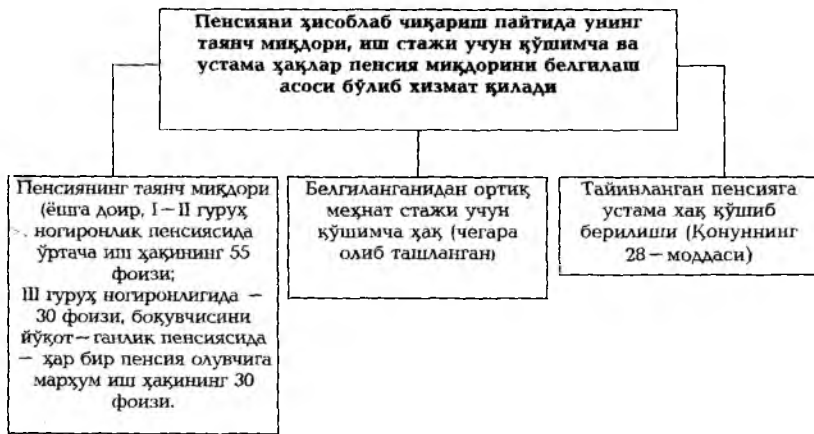 Пенсияни ҳисоблаб чиқариш пайтида унинг
таянч миқдори, иш стажи учун қўшимча ва
устама ҳақлар пенсия миқдорини белгилаш
асоси бўлиб хизмат қилади
Пенсиянинг таянч миқдори
(ёшга доир, I—II гуруҳ
ногиронлик пенсиясида
ўртача иш ҳақининг 55
фоизи;
III гуруҳ ногиронлигида —
30 фоизи, боқувчисини
йўқот—ганлик пенсиясида
— ҳар бир пенсия олувчига
марҳум иш ҳақининг 30
фоизи.
Белгиланганидан ортиқ
меҳнат стажи учун
қўшимча ҳақ (чегара
олиб ташланган)
Тайинланган пенсияга
устама ҳақ қўшиб
берилиши (Қонуннинг
28—моддаси)